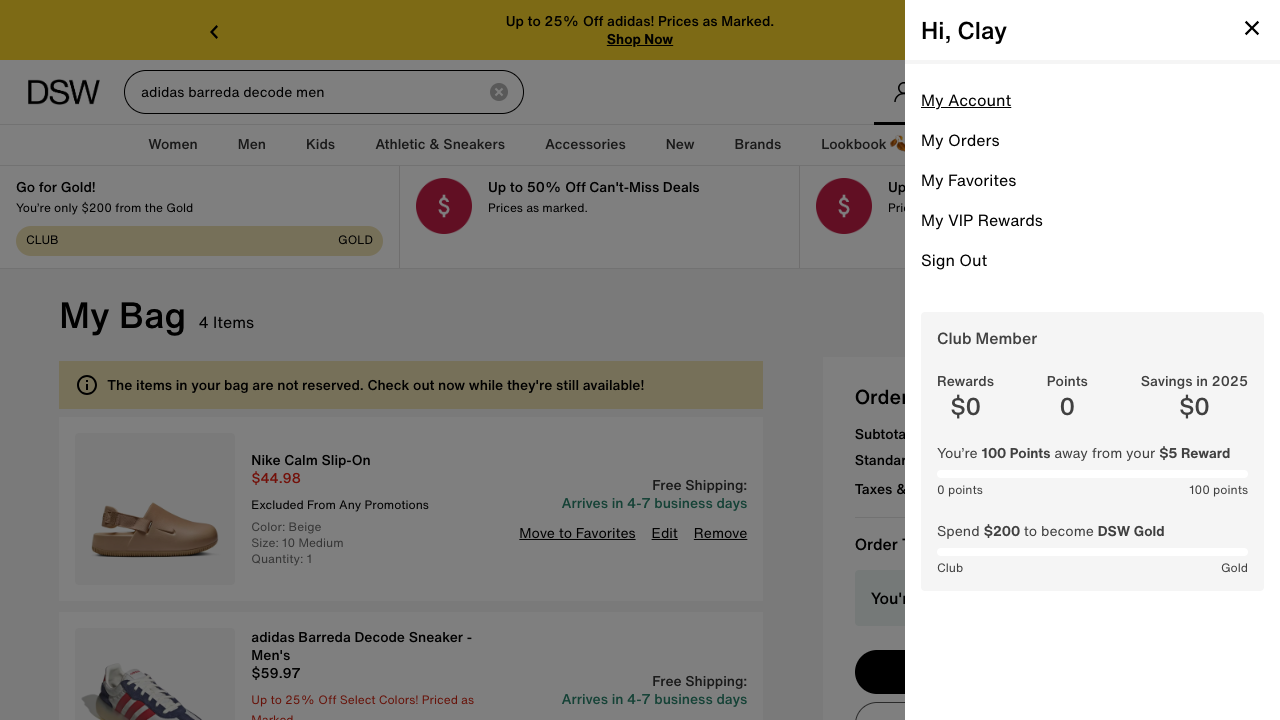 Up to 25% Off adidas! Prices as Marked.
Shop Now
DSW
adidas barreda decode men
Women Men Kids Athletic & Sneakers Accessories New Brands Lookbook
Go for Gold!
You're only $200 from the Gold
CLUB GOLD
$
Up to 50% Off Can't-Miss Deals
Prices as marked.
$
My Bag 4 Items
The items in your bag are not reserved. Check out now while they're still available!
Nike Calm Slip-On
$44.98
Excluded From Any Promotions
Color: Beige
Size: 10 Medium
Quantity: 1
Free Shipping:
Arrives in 4-7 business days
Move to Favorites Edit Remove
adidas Barreda Decode Sneaker -
Men's
$59.97
Up to 25% Off Select Colors! Priced as
Marked.
Free Shipping:
Arrives in 4-7 business days
Taxes &
Hi, Clay
My Account
My Orders
My Favorites
My VIP Rewards
Sign Out
Club Member
Rewards Points Savings in 2025
$0 0 $0
You're 100 Points away from your $5 Reward
0 points 100 points
Spend $200 to become DSW Gold
Club Gold